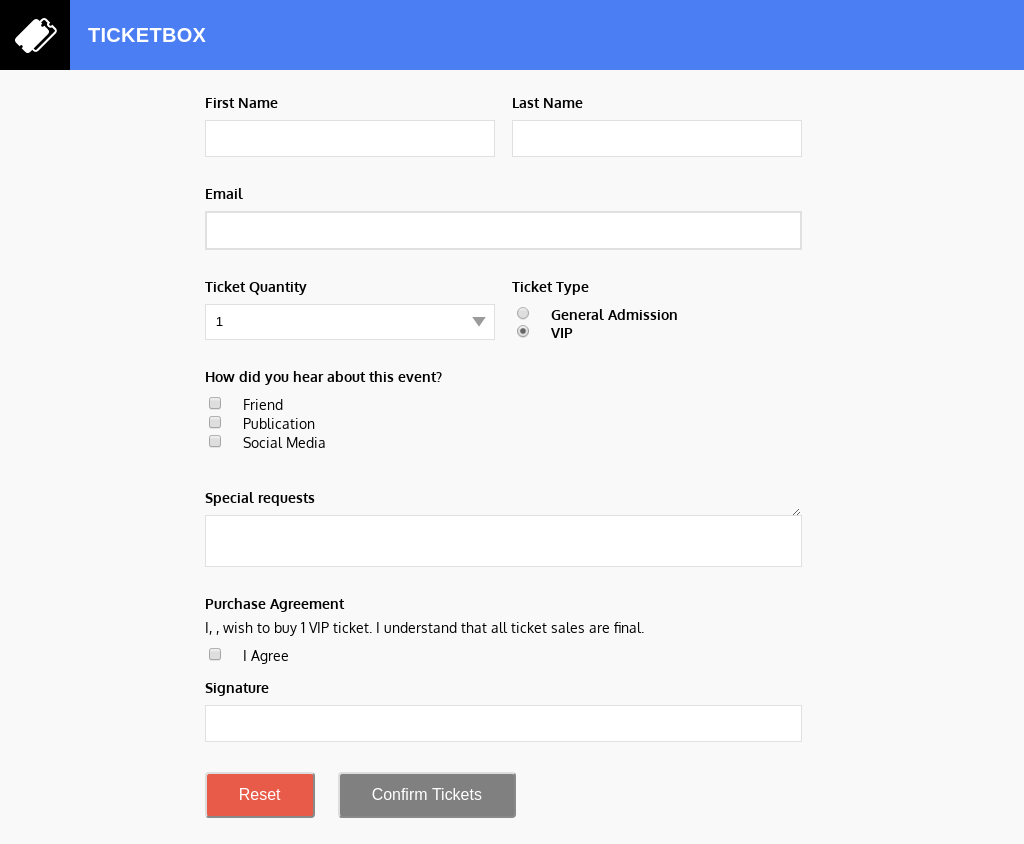 TICKETBOX
First Name
Last Name
Email
Ticket Quantity
Ticket Type
1
General Admission
VIP
How did you hear about this event?
Friend
Publication
Social Media
Special requests
Purchase Agreement
I, , wish to buy 1 VIP ticket. I understand that all ticket sales are final.
I Agree
Signature
Reset
Confirm Tickets